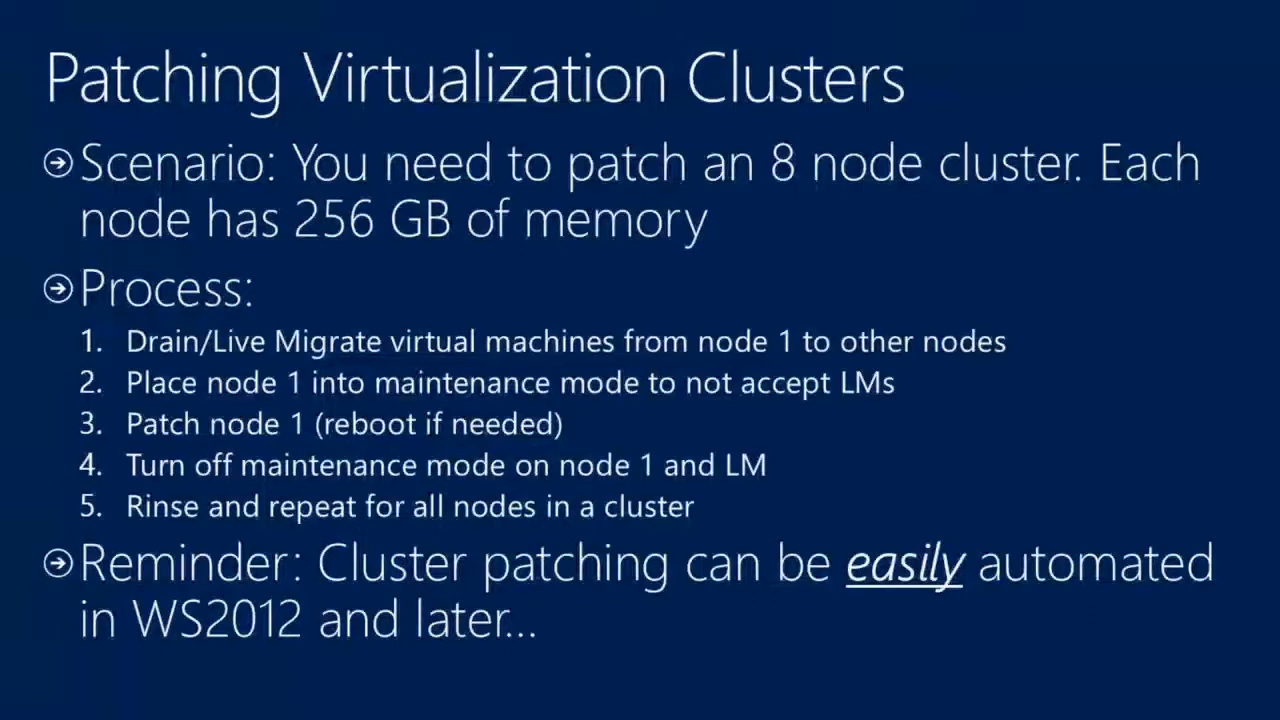 Patching Virtualization Clusters
Scenario: You need to patch an 8 node cluster. Each
node has 256 GB of memory
Process:
1. Drain/Live Migrate virtual machines from node 1 to other nodes
2. Place node 1 into maintenance mode to not accept LMs
3. Patch node 1 (reboot if needed)
4. Turn off maintenance mode on node 1 and LM
5. Rinse and repeat for all nodes in a cluster
Reminder: Cluster patching can be easily automated
in WS2012 and later...